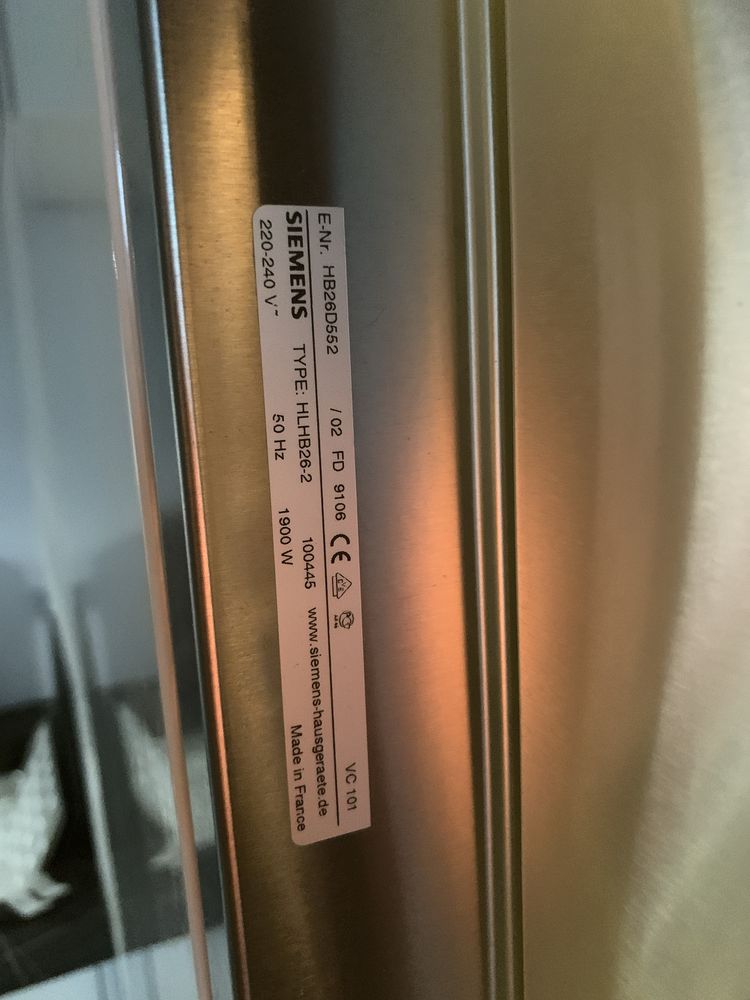 E-Nr. HB26D552 / 02 FD 9106 CE VC 101
SIEMENS TYPE: HLHB26-2 100445 www.siemens-hausgeraete.de
220-240 V~ 50 Hz 1900 W Made in France